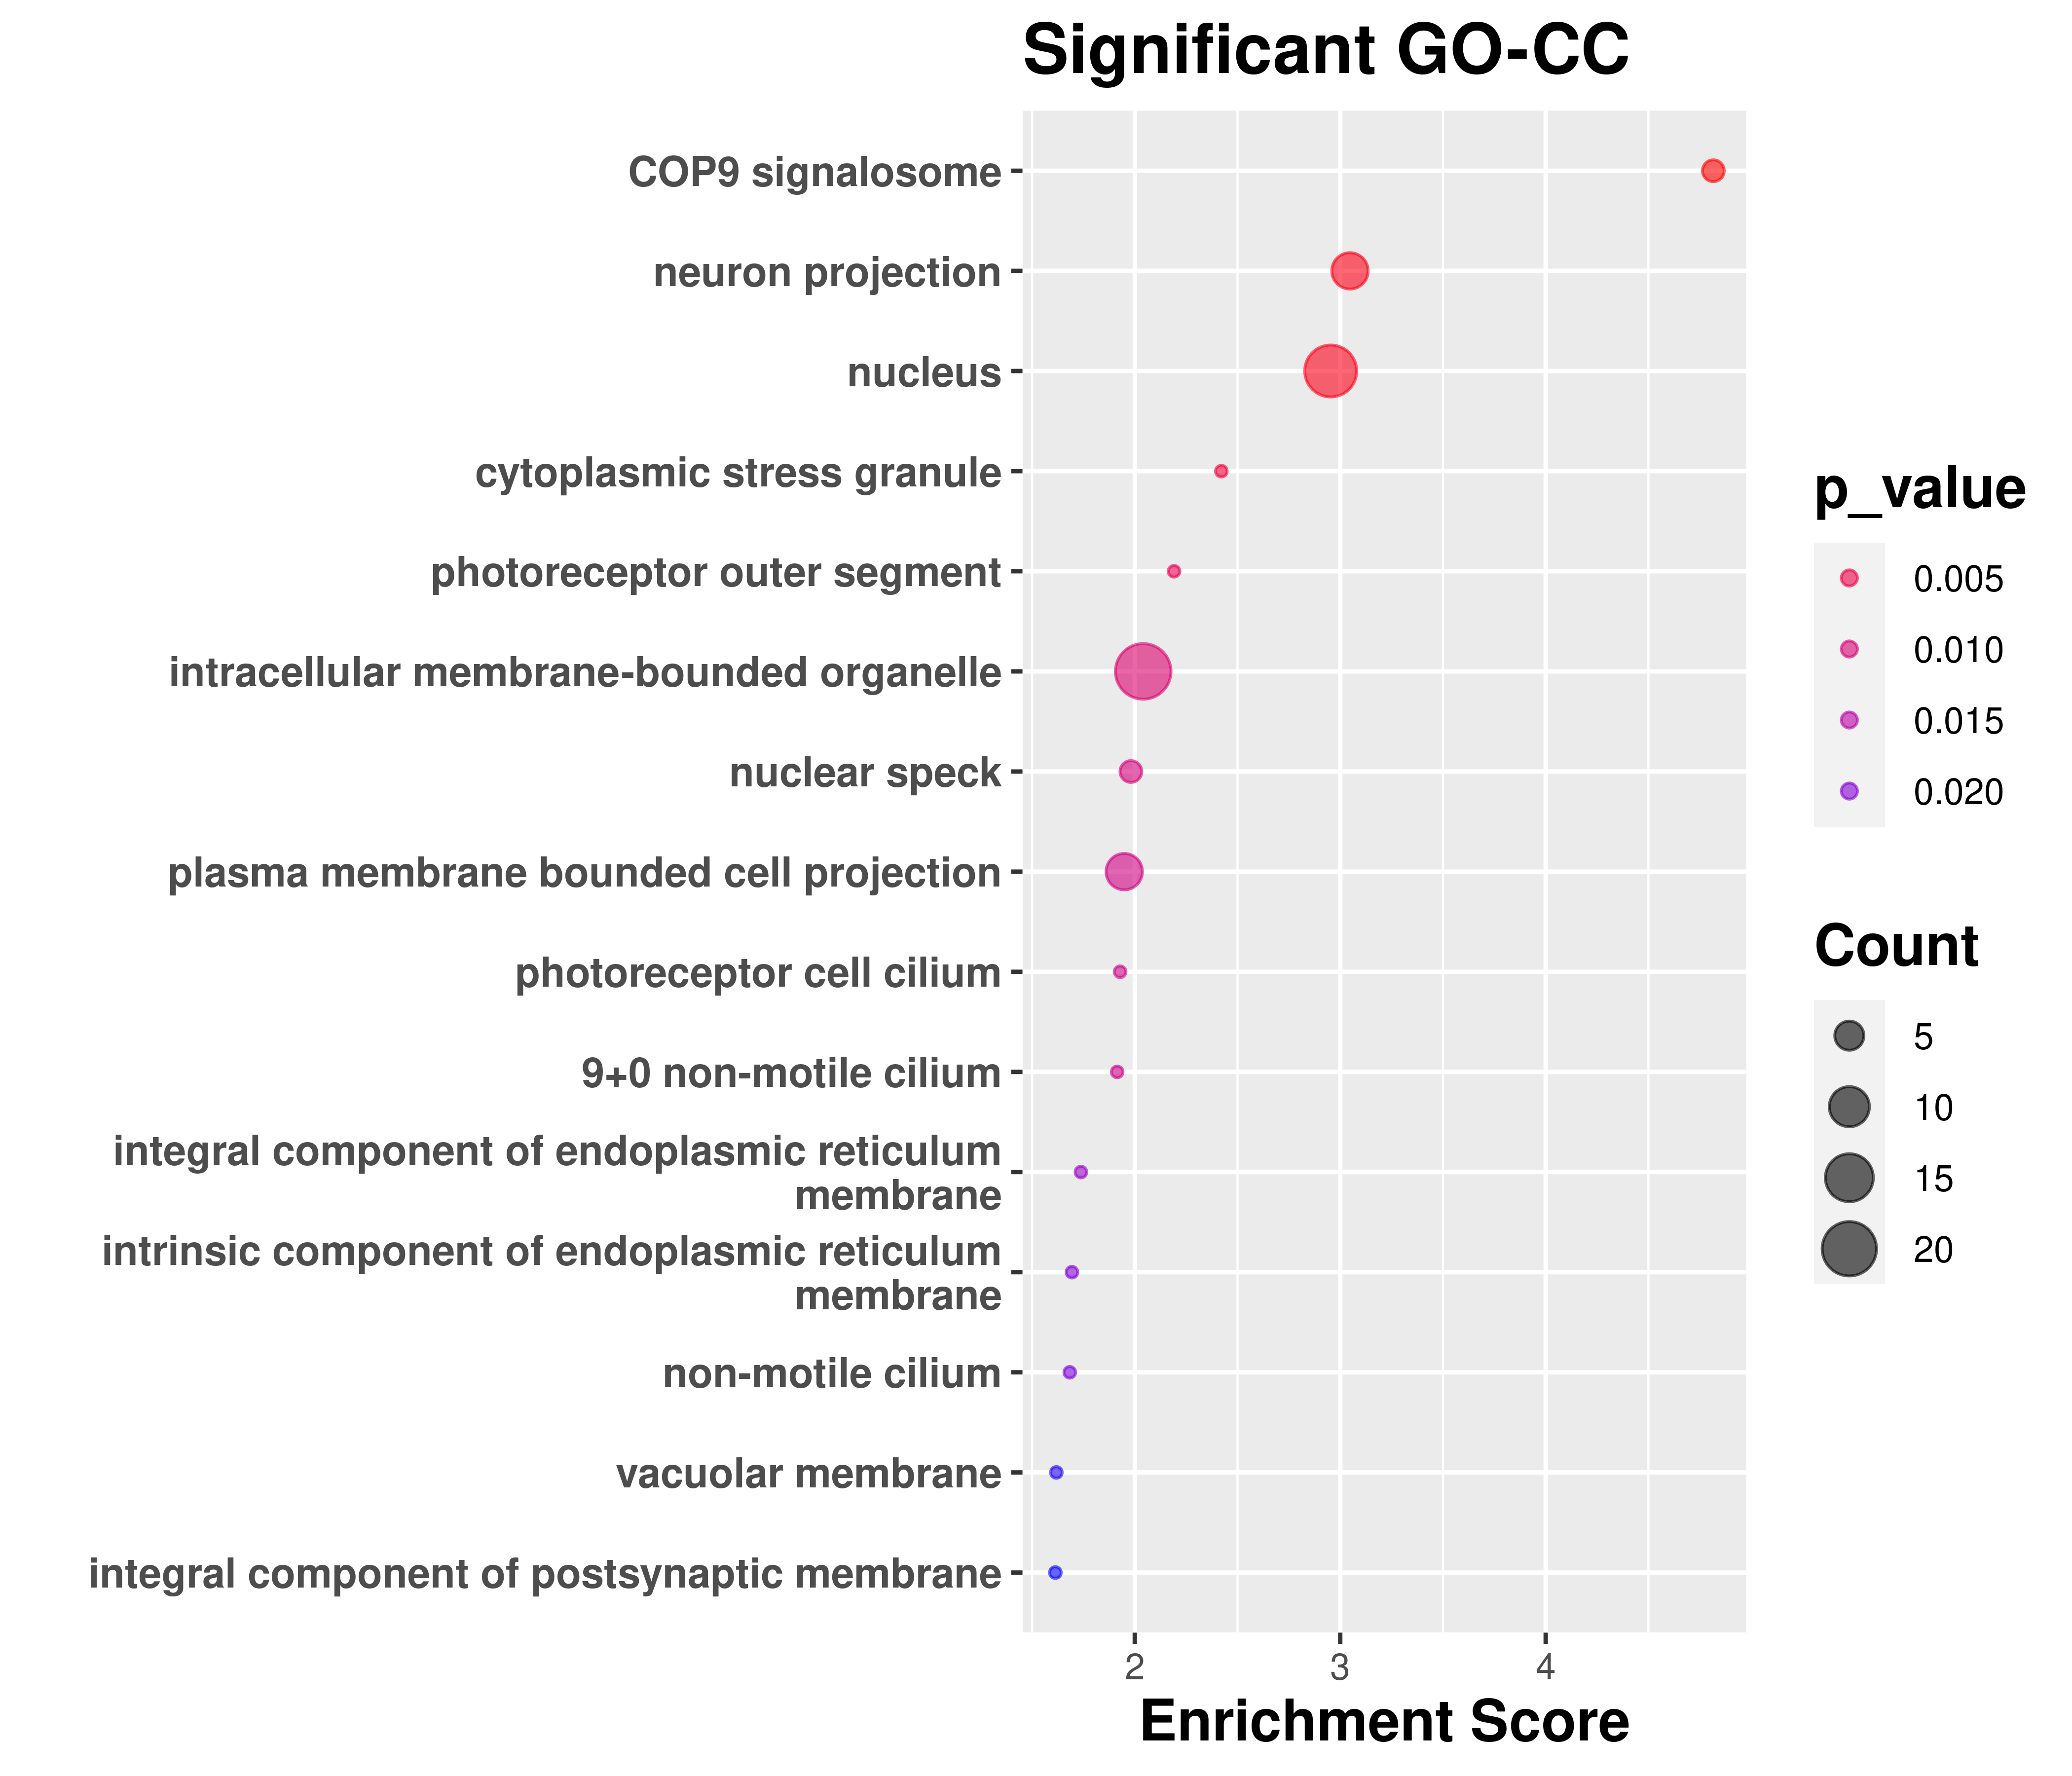 Significant GO-CC
COP9 signalosome
neuron projection
nucleus
cytoplasmic stress granule
photoreceptor outer segment
intracellular membrane-bounded organelle
nuclear speck
plasma membrane bounded cell projection
photoreceptor cell cilium
9+0 non-motile cilium
integral component of endoplasmic reticulum
membrane
intrinsic component of endoplasmic reticulum
membrane
non-motile cilium
vacuolar membrane
integral component of postsynaptic membrane
2 3 4
Enrichment Score
p_value
0.005
0.010
0.015
0.020
Count
5
10
15
20